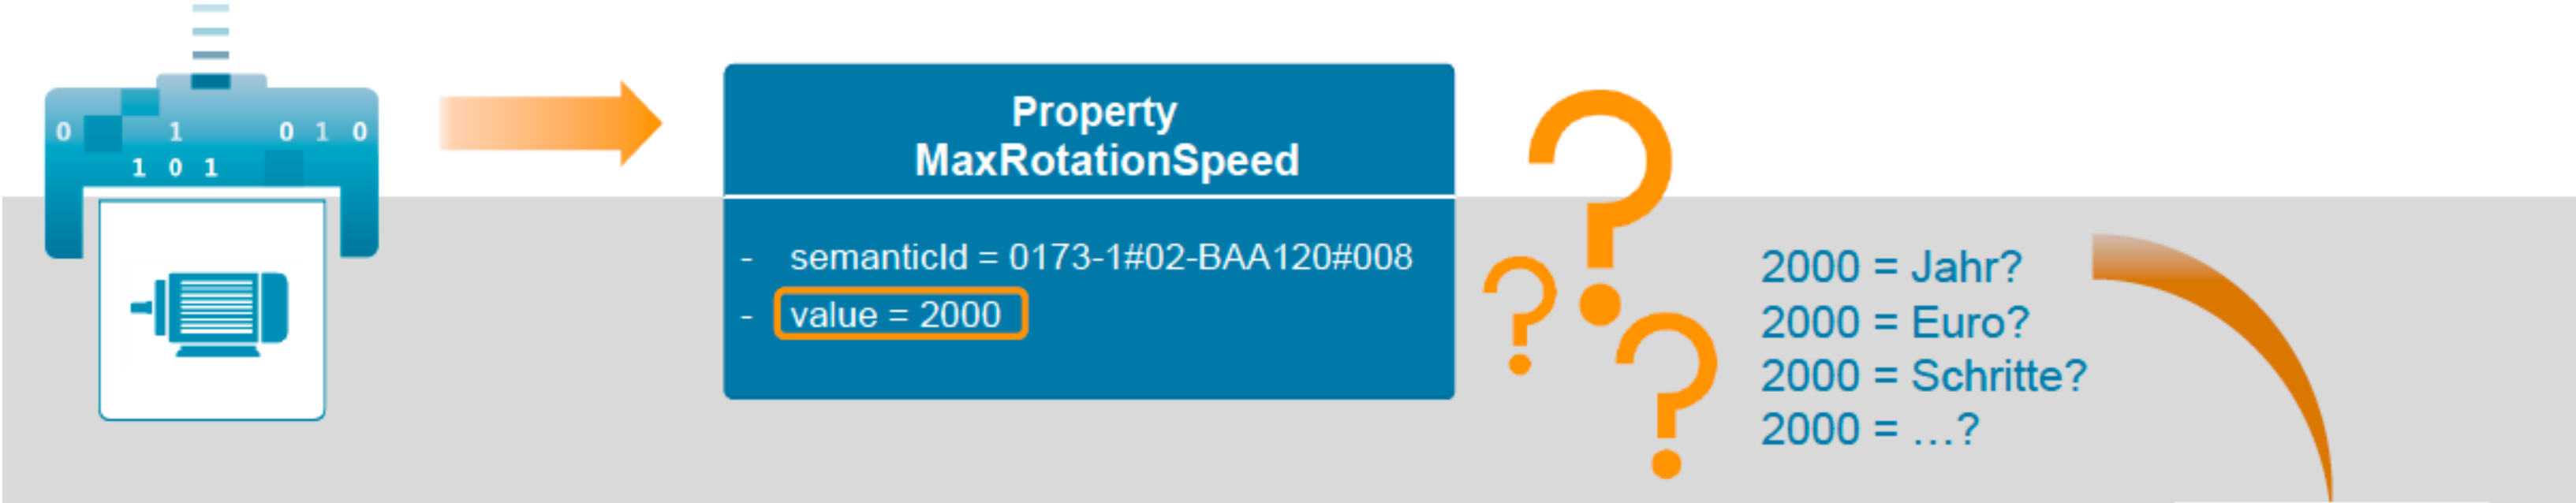 0 1 0 1 0
1 0 1
Property
MaxRotationSpeed
- semanticId = 0173-1#02-BAA120#008
- value = 2000
? ? ?
2000 = Jahr?
2000 = Euro?
2000 = Schritte?
2000 = …?